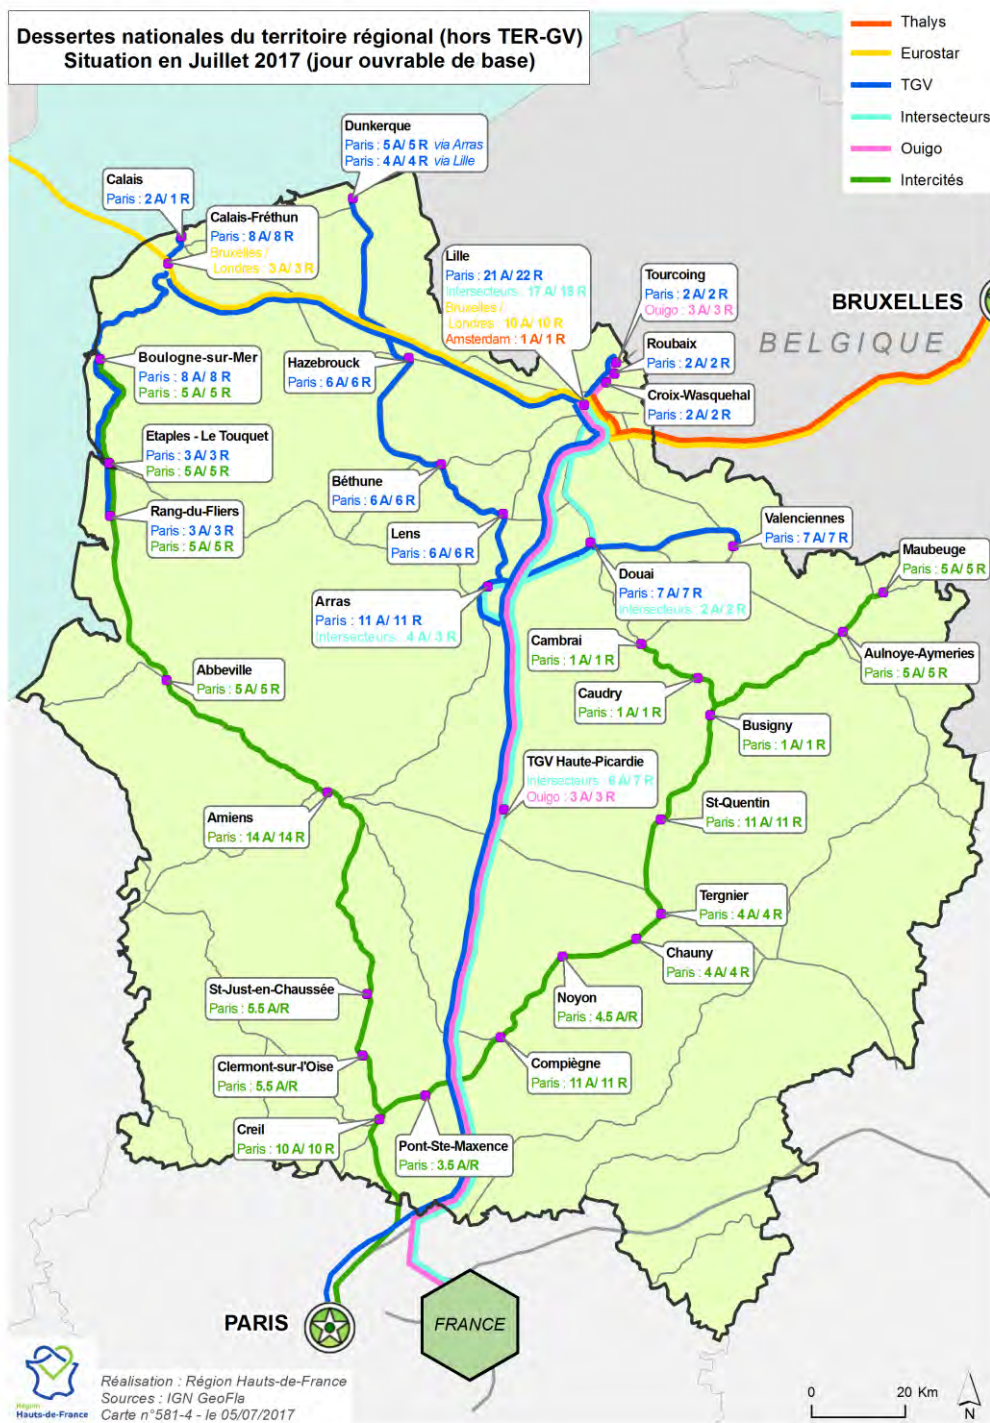 Dessertes nationales du territoire régional (hors TER-GV)
Situation en Juillet 2017 (jour ouvrable de base)
Thalys
Eurostar
TGV
Intersecteurs
Ouigo
Intercités
Dunkerque
Paris : 5 A/ 5 R via Arras
Paris : 4 A/ 4 R via Lille
Calais
Paris : 2 A/ 1 R
Calais-Fréthun
Paris : 8 A/ 8 R
Bruxelles /
Londres : 3 A/ 3 R
Lille
Paris : 21 A/ 22 R
Intersecteurs : 17 A/ 18 R
Bruxelles /
Londres : 10 A/ 10 R
Amsterdam : 1 A/ 1 R
Tourcoing
Paris : 2 A/ 2 R
Ouigo : 3 A/ 3 R
Roubaix
Paris : 2 A/ 2 R
Croix-Wasquehal
Paris : 2 A/ 2 R
BRUXELLES
BELGIQUE
Boulogne-sur-Mer
Paris : 8 A/ 8 R
Paris : 5 A/ 5 R
Hazebrouck
Paris : 6 A/ 6 R
Etaples - Le Touquet
Paris : 3 A/ 3 R
Paris : 5 A/ 5 R
Béthune
Paris : 6 A/ 6 R
Rang-du-Fliers
Paris : 3 A/ 3 R
Paris : 5 A/ 5 R
Lens
Paris : 6 A/ 6 R
Valenciennes
Paris : 7 A/ 7 R
Maubeuge
Paris : 5 A/ 5 R
Douai
Paris : 7 A/ 7 R
Intersecteurs : 2 A/ 2 R
Arras
Paris : 11 A/ 11 R
Intersecteurs : 4 A/ 3 R
Cambrai
Paris : 1 A/ 1 R
Aulnoye-Aymeries
Paris : 5 A/ 5 R
Abbeville
Paris : 5 A/ 5 R
Caudry
Paris : 1 A/ 1 R
Busigny
Paris : 1 A/ 1 R
TGV Haute-Picardie
Intersecteurs : 6 A/ 7 R
Ouigo : 3 A/ 3 R
St-Quentin
Paris : 11 A/ 11 R
Amiens
Paris : 14 A/ 14 R
Tergnier
Paris : 4 A/ 4 R
Chauny
Paris : 4 A/ 4 R
St-Just-en-Chaussée
Paris : 5.5 A/R
Noyon
Paris : 4.5 A/R
Clermont-sur-l'Oise
Paris : 5.5 A/R
Compiègne
Paris : 11 A/ 11 R
Creil
Paris : 10 A/ 10 R
Pont-Ste-Maxence
Paris : 3.5 A/R
PARIS
FRANCE
Région
Hauts-de-France
Réalisation : Région Hauts-de-France
Sources : IGN GeoFla
Carte n°581-4 - le 05/07/2017
0 20 Km
N